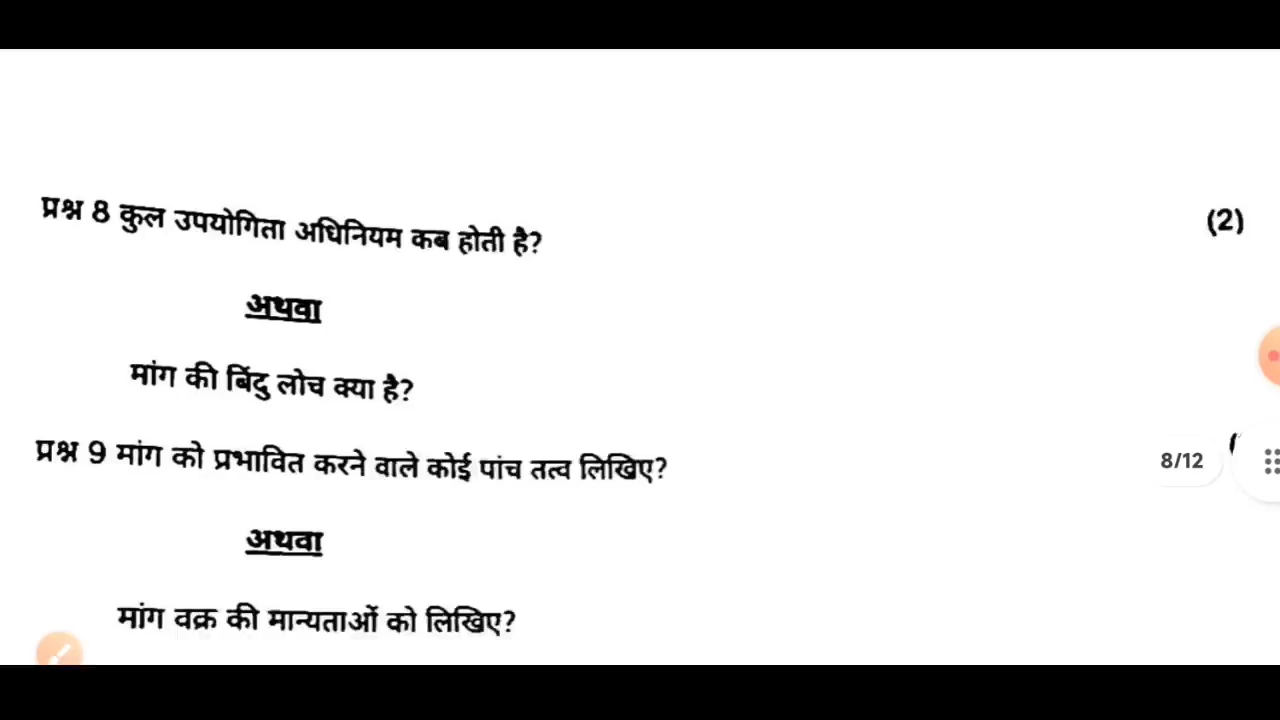 प्रश्न 8 कुल उपयोगिता अधिनियम कब होती है? (2)
अथवा
मांग की बिंदु लोच क्या है?
प्रश्न 9 मांग को प्रभावित करने वाले कोई पांच तत्व लिखिए?
8/12
अथवा
मांग वक्र की मान्यताओं को लिखिए?